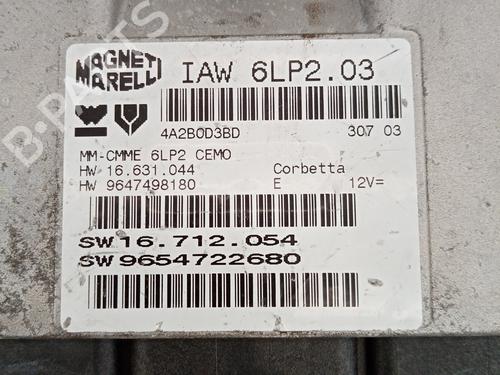 MAGNETI MARELLI
IAW 6LP2.03
4A2B0D3BD 307 03
MM-CMME 6LP2 CEMO
HW 16.631.044 Corbetta
HW 9647498180 E 12V=
SW16.712.054
SW9654722680
B-PARTS